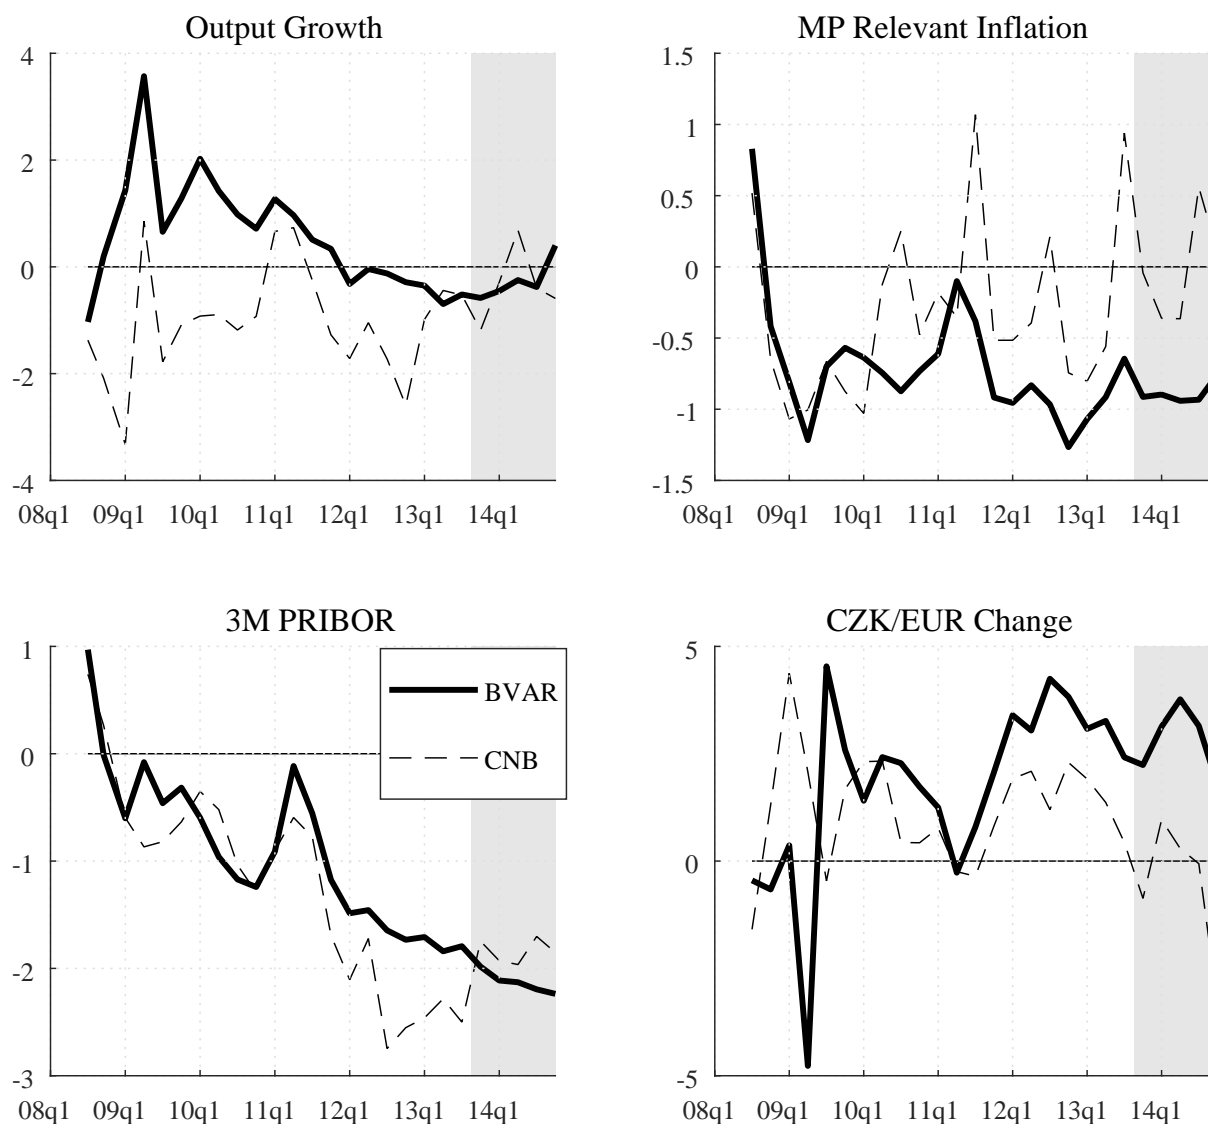 Output Growth
4
2
0
-2
-4
08q1 09q1 10q1 11q1 12q1 13q1 14q1
MP Relevant Inflation
1.5
1
0.5
0
-0.5
-1
-1.5
08q1 09q1 10q1 11q1 12q1 13q1 14q1
3M PRIBOR
1
0
-1
-2
-3
08q1 09q1 10q1 11q1 12q1 13q1 14q1
BVAR
CNB
CZK/EUR Change
5
0
-5
08q1 09q1 10q1 11q1 12q1 13q1 14q1